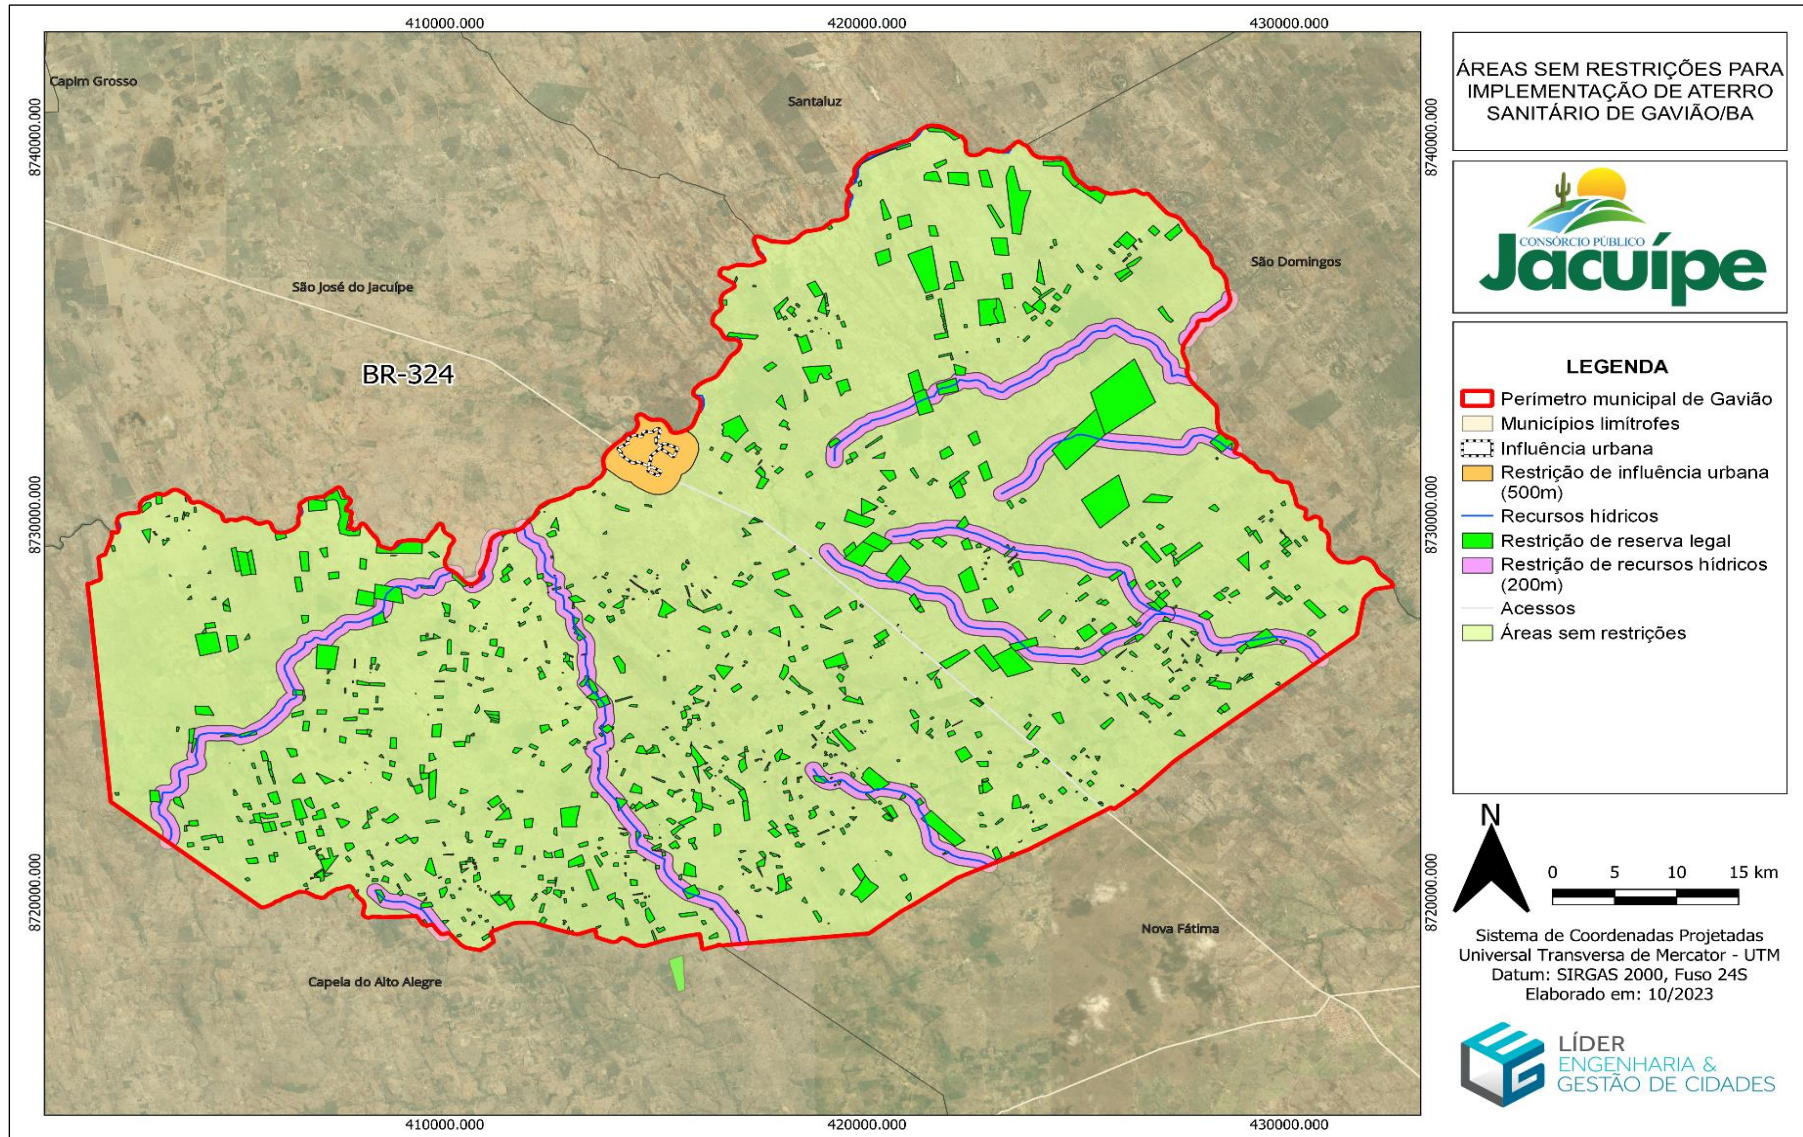 410000.000
420000.000
430000.000
8740000.000
8730000.000
8720000.000
Capim Grosso
Santaluz
São José do Jacuípe
São Domingos
BR-324
Nova Fátima
Capela do Alto Alegre
8740000.000
8730000.000
8720000.000
410000.000
420000.000
430000.000
ÁREAS SEM RESTRIÇÕES PARA
IMPLEMENTAÇÃO DE ATERRO
SANITÁRIO DE GAVIÃO/BA
CONSÓRCIO PÚBLICO
Jacuípe
LEGENDA
Perímetro municipal de Gavião
Municípios limítrofes
Influência urbana
Restrição de influência urbana
(500m)
Recursos hídricos
Restrição de reserva legal
Restrição de recursos hídricos
(200m)
Acessos
Áreas sem restrições
N
0 5 10 15 km
Sistema de Coordenadas Projetadas
Universal Transversa de Mercator - UTM
Datum: SIRGAS 2000, Fuso 24S
Elaborado em: 10/2023
LÍDER
ENGENHARIA &
GESTÃO DE CIDADES